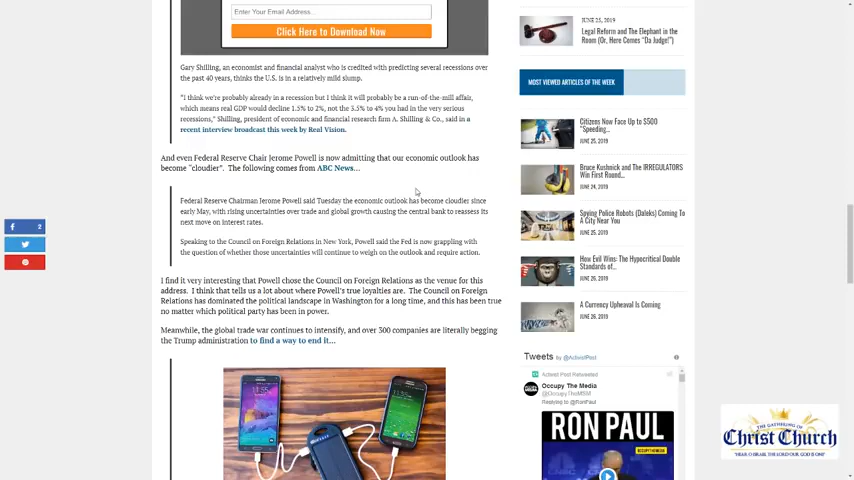 Enter Your Email Address...
Click Here to Download Now
Gary Shilling, an economist and financial analyst who is credited with predicting several recessions over
the past 40 years, thinks the U.S. is in a relatively mild slump.
"I think we're probably already in a recession but I think it will probably be a run-of-the-mill affair,
which means real GDP would decline 1.5% to 2%, not the 3.5% to 4% you had in the very serious
recessions," Shilling, president of economic and financial research firm A. Shilling & Co., said in a
recent interview broadcast this week by Real Vision.
And even Federal Reserve Chair Jerome Powell is now admitting that our economic outlook has
become "cloudier". The following comes from ABC News...
Federal Reserve Chairman Jerome Powell said Tuesday the economic outlook has become cloudier since
early May, with rising uncertainties over trade and global growth causing the central bank to reassess its
next move on interest rates.
Speaking to the Council on Foreign Relations in New York, Powell said the Fed is now grappling with
the question of whether those uncertainties will continue to weigh on the outlook and require action.
I find it very interesting that Powell chose the Council on Foreign Relations as the venue for this
address. I think that tells us a lot about where Powell's true loyalties are. The Council on Foreign
Relations has dominated the political landscape in Washington for a long time, and this has been true
no matter which political party has been in power.
Meanwhile, the global trade war continues to intensify, and over 300 companies are literally begging
the Trump administration to find a way to end it...
2
JUNE 25, 2019
Legal Reform and The Elephant in the
Room (Or, Here Comes "Da Judge!")
MOST VIEWED ARTICLES OF THE WEEK
Citizens Now Face Up to $500
"Speeding...
JUNE 25, 2019
Bruce Kushnick and The IRREGULATORS
Win First Round...
JUNE 24, 2019
Spying Police Robots (Daleks) Coming To
A City Near You
JUNE 25, 2019
How Evil Wins: The Hypocritical Double
Standards of...
JUNE 26, 2019
A Currency Upheaval Is Coming
JUNE 26, 2019
Tweets by @ActivistPost
Activist Post Retweeted
Occupy The Media
Replying to @RonPaul
RON PAUL
THE GATHERING OF
Christ Church
"HEAR, O ISRAEL: THE LORD OUR GOD IS ONE"